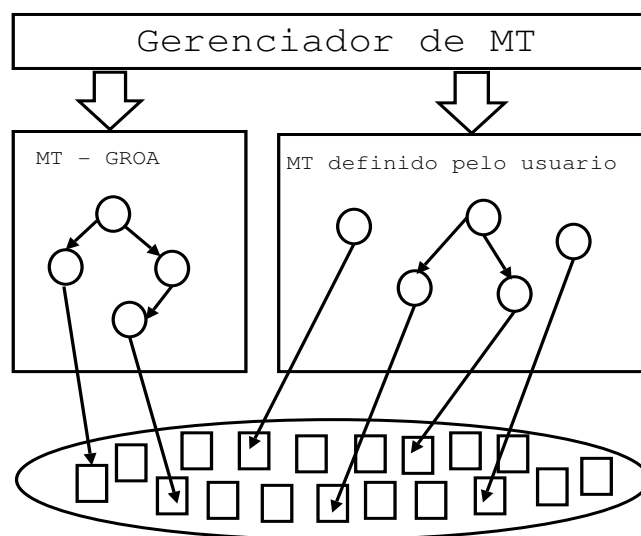 Gerenciador de MT
MT – GROA
MT definido pelo usuario